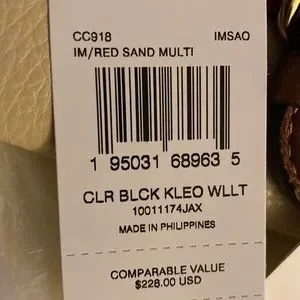 CC918 IMSAO
IM/RED SAND MULTI
1 95031 68963 5
CLR BLCK KLEO WLLT
10011174JAX
MADE IN PHILIPPINES
COMPARABLE VALUE
$228.00 USD